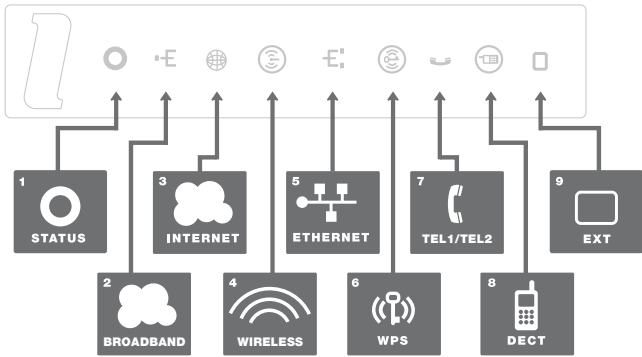 1
STATUS
2
BROADBAND
3
INTERNET
4
WIRELESS
5
ETHERNET
6
WPS
7
TEL1/TEL2
8
DECT
9
EXT